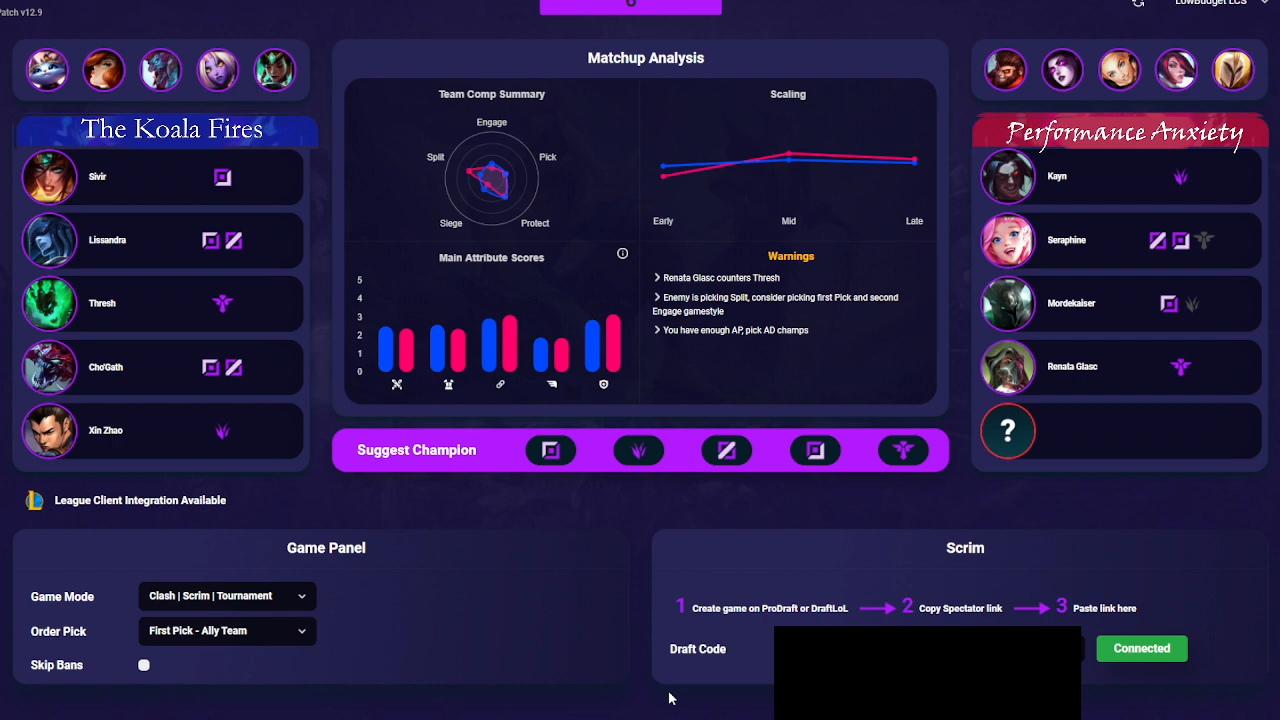 Patch v12.9
LowBudget LCS
The Koala Fires
Sivir
Lissandra
Thresh
Cho'Gath
Xin Zhao
Matchup Analysis
Team Comp Summary
Engage
Split
Pick
Siege
Protect
Scaling
Early
Mid
Late
Main Attribute Scores
5
4
3
2
1
0
Warnings
Renata Glasc counters Thresh
Enemy is picking Split, consider picking first Pick and second
Engage gamestyle
You have enough AP, pick AD champs
Suggest Champion
Performance Anxiety
Kayn
Seraphine
Mordekaiser
Renata Glasc
?
League Client Integration Available
Game Panel
Game Mode
Clash | Scrim | Tournament
Order Pick
First Pick - Ally Team
Skip Bans
Scrim
1 Create game on ProDraft or DraftLoL 2 Copy Spectator link 3 Paste link here
Draft Code
Connected